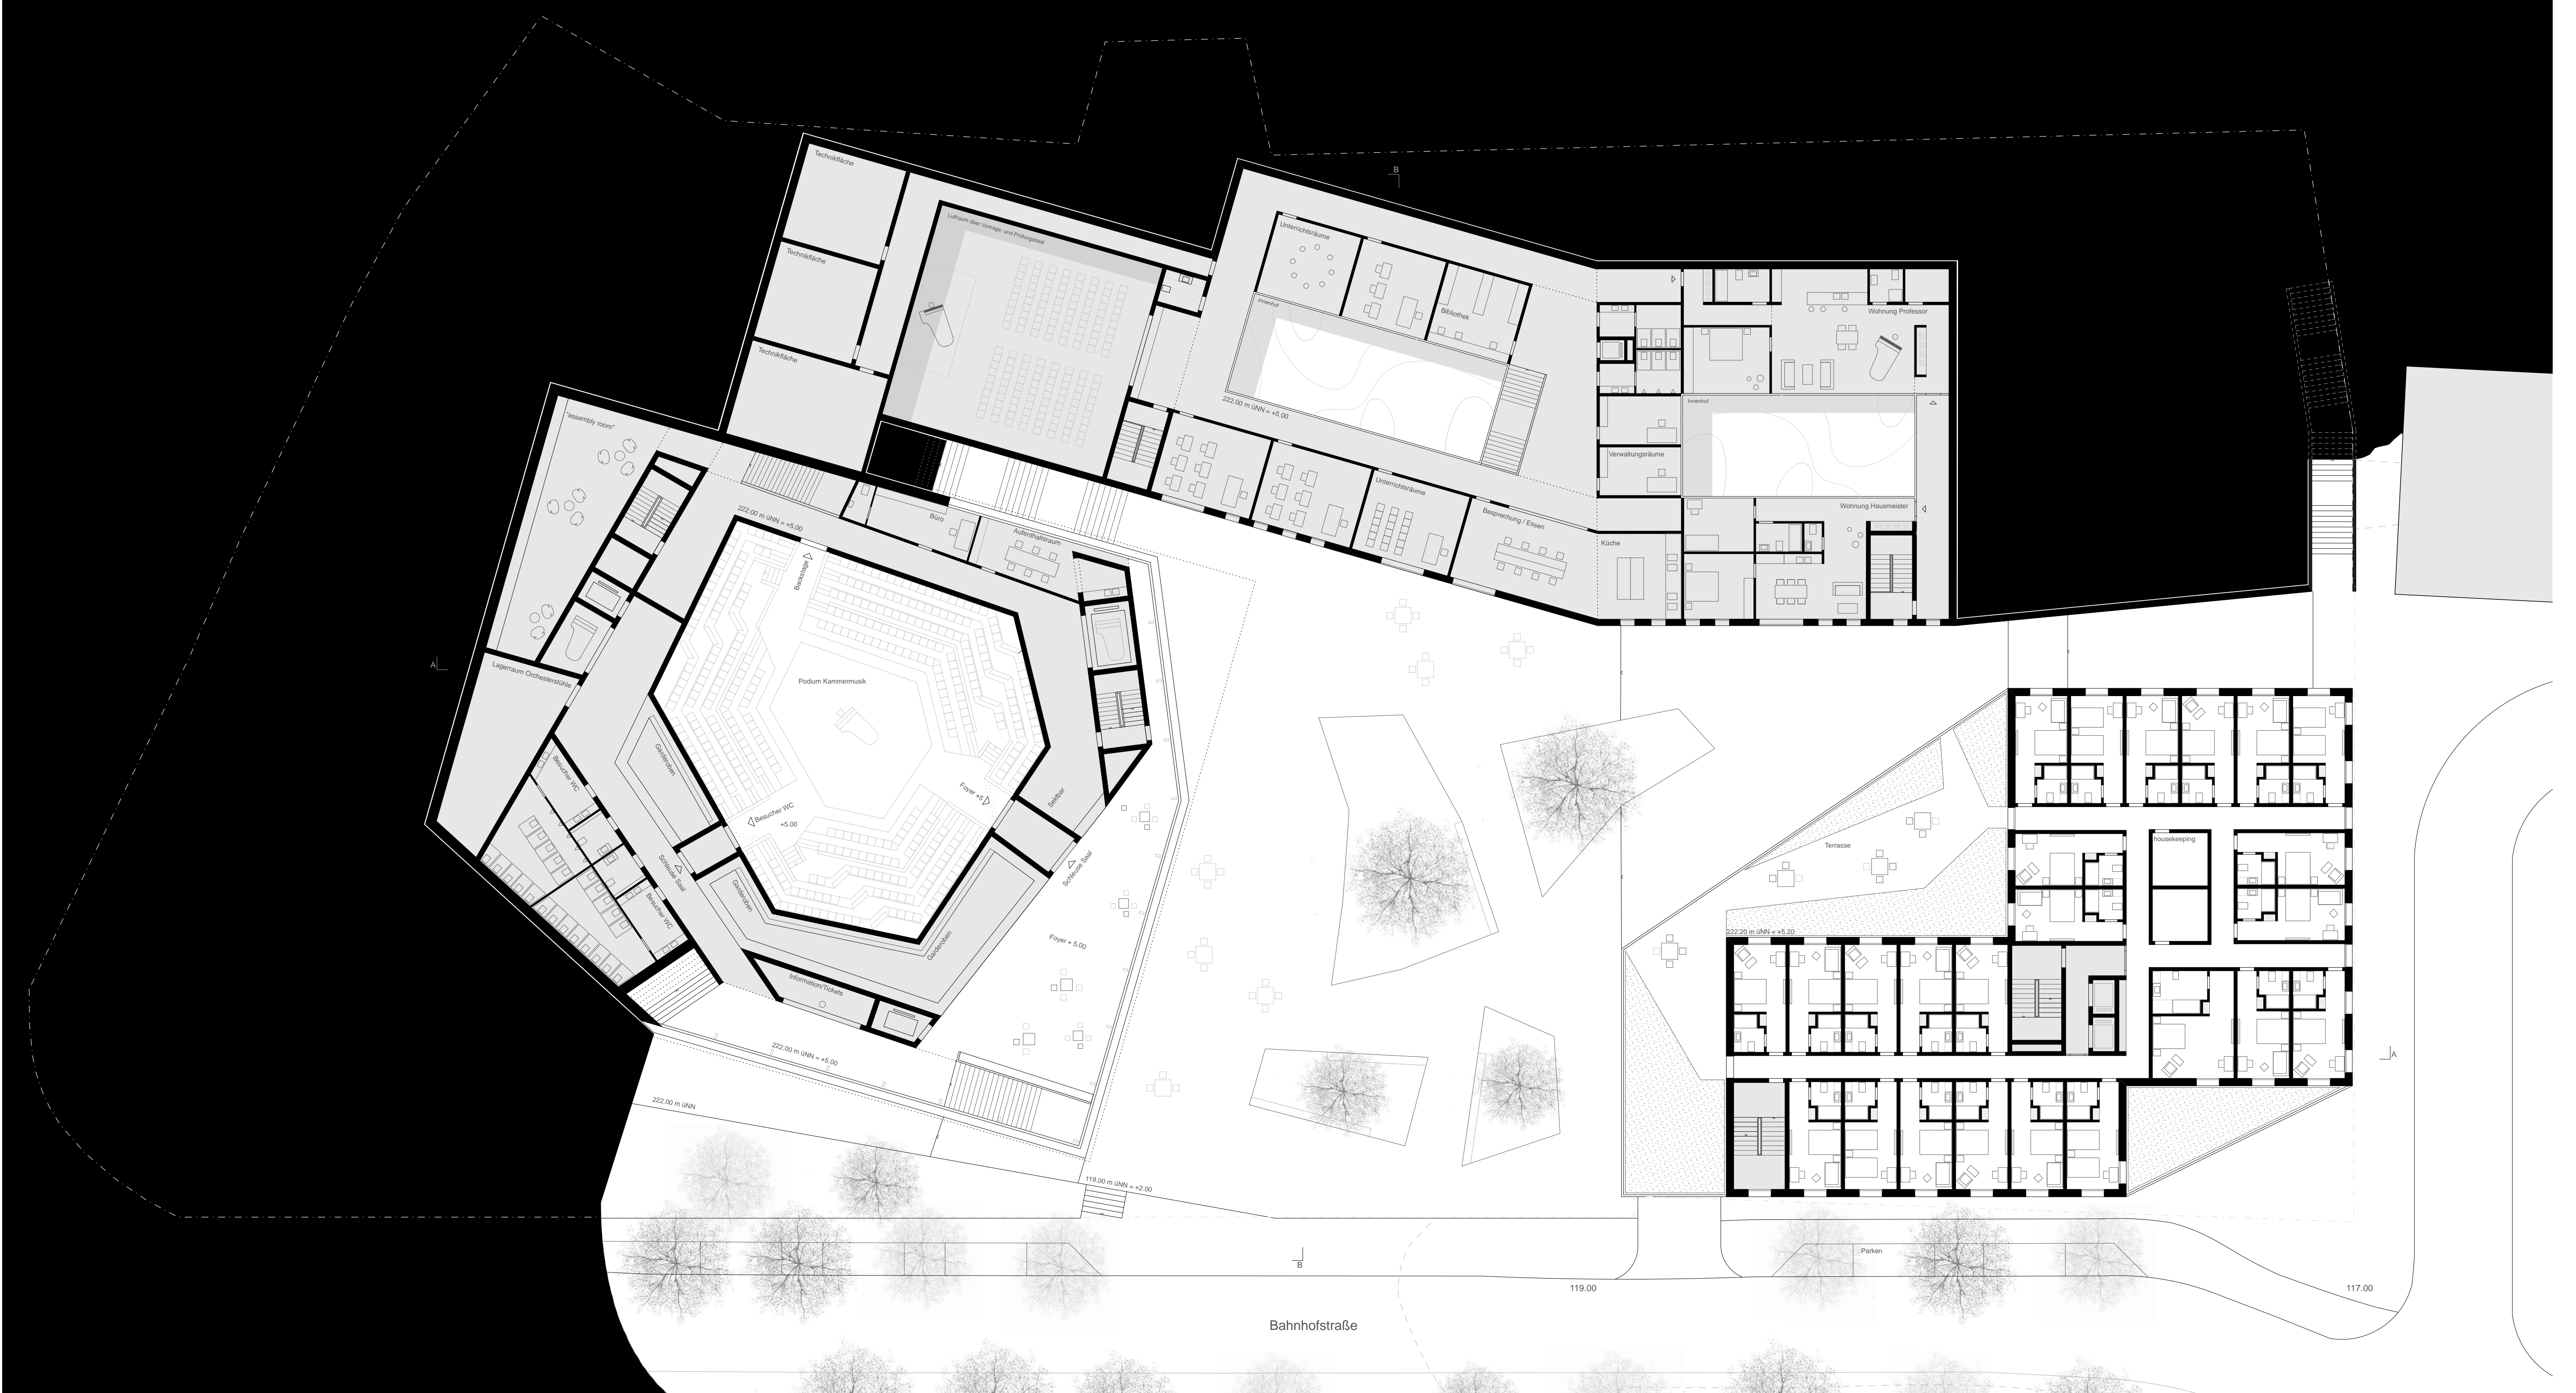 Technikfläche
Technikfläche
Technikfläche
Luftraum über Vortrags- und Prüfungssaal
B
Unterrichtsräume
Bibliothek
Innenhof
222.00 m üNN = +5.00
Wohnung Professor
Innenhof
Verwaltungsräume
Wohnung Hausmeister
Unterrichtsräume
Besprechung / Essen
Küche
"assembly room"
222.00 m üNN = +5.00
Büro
Aufenthaltsraum
Backstage
A
Lagerraum Orchesterstühle
Podium Kammermusik
Garderoben
Besucher WC
Foyer +5
Sektbar
Besucher WC
+5.00
Schleuse Saal
Schleuse Saal
Garderoben
Besucher WC
Garderoben
Foyer + 5.00
Information/Tickets
222.00 m üNN = +5.00
222.00 m üNN
119.00 m üNN = +2.00
Terrasse
housekeeping
222.20 m üNN = +5.20
A
B
Parken
119.00
117.00
Bahnhofstraße